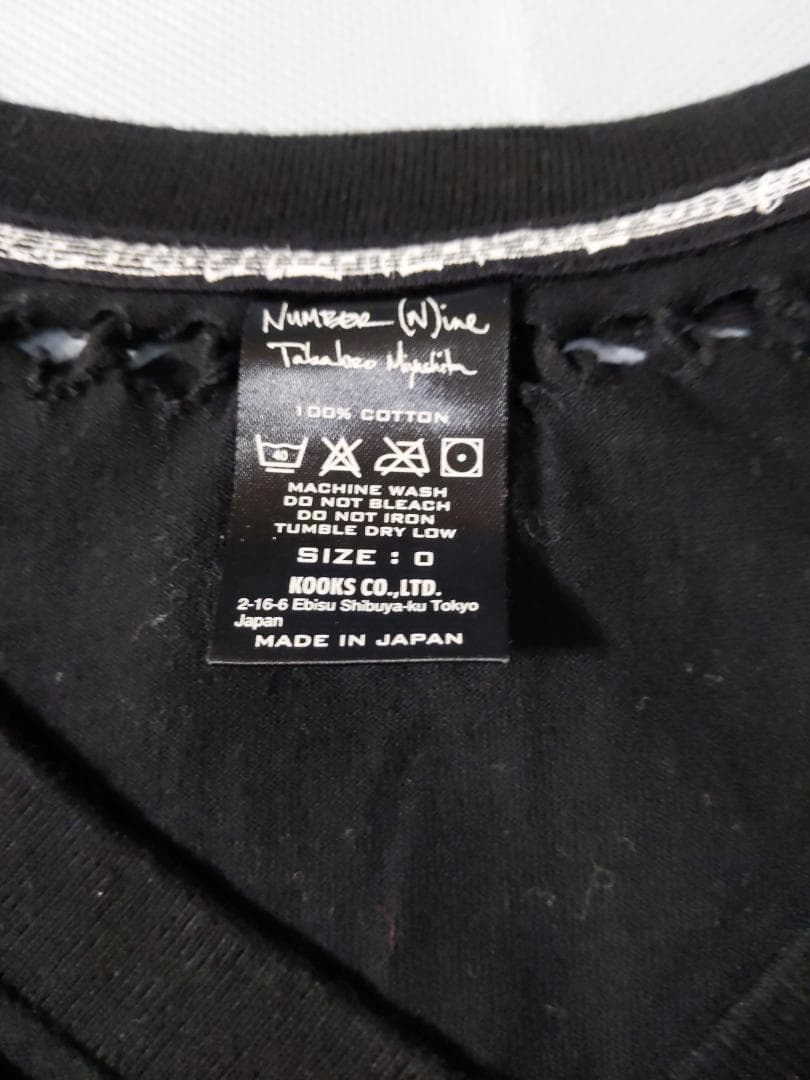 NUMBER (N)ine
Takahiro Miyashita
100% COTTON
40
MACHINE WASH
DO NOT BLEACH
DO NOT IRON
TUMBLE DRY LOW
SIZE : 0
KOOKS CO.,LTD.
2-16-6 Ebisu Shibuya-ku Tokyo
Japan
MADE IN JAPAN